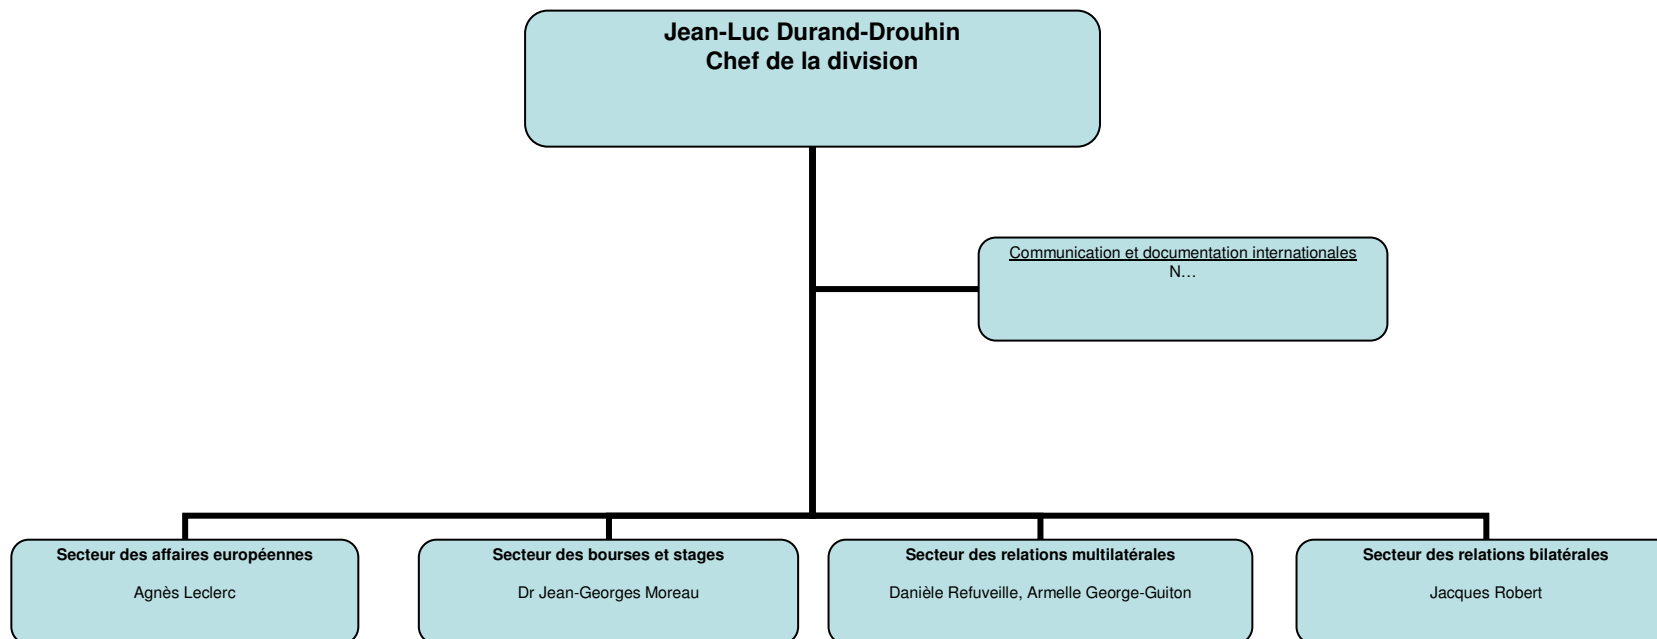 Jean-Luc Durand-Drouhin
Chef de la division
Communication et documentation internationales
N…
Secteur des affaires européennes
Agnès Leclerc
Secteur des bourses et stages
Dr Jean-Georges Moreau
Secteur des relations multilatérales
Danièle Refuveille, Armelle George-Guiton
Secteur des relations bilatérales
Jacques Robert